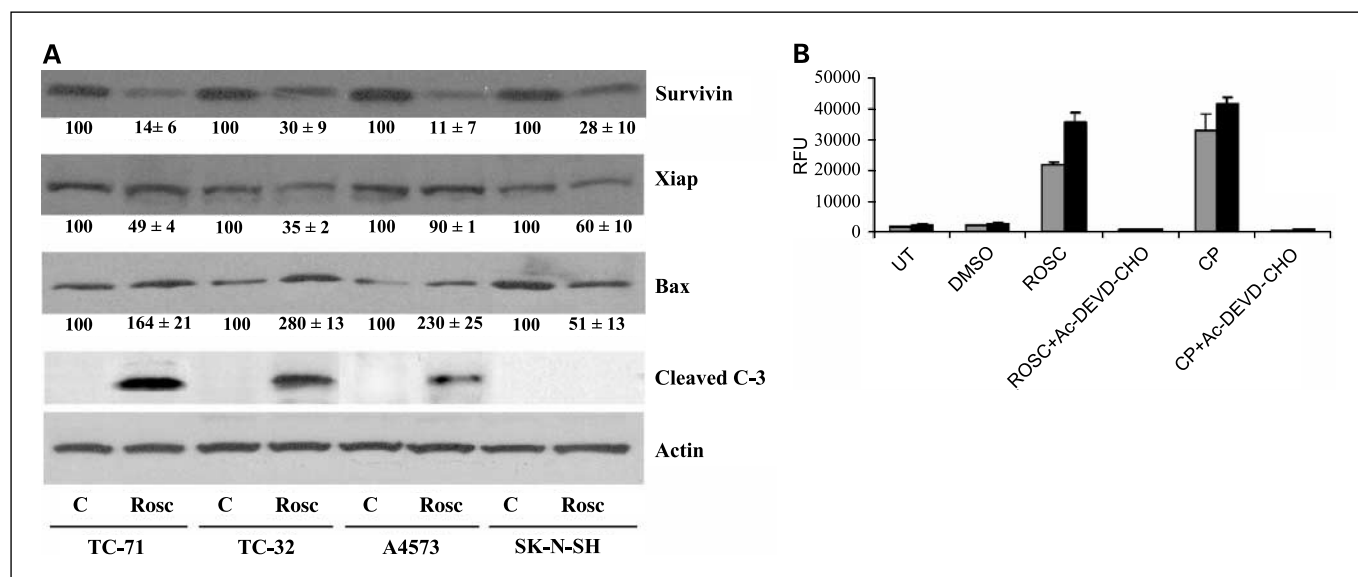 A
Survivin
100 14± 6 100 30 ± 9 100 11 ± 7 100 28 ± 10
Xiap
100 49 ± 4 100 35 ± 2 100 90 ± 1 100 60 ± 10
Bax
100 164 ± 21 100 280 ± 13 100 230 ± 25 100 51 ± 13
Cleaved C-3
Actin
C Rosc C Rosc C Rosc C Rosc
TC-71 TC-32 A4573 SK-N-SH
B
50000
40000
30000
20000
10000
0
RFU
UT
DMSO
ROSC
ROSC+Ac-DEVD-CHO
CP
CP+Ac-DEVD-CHO